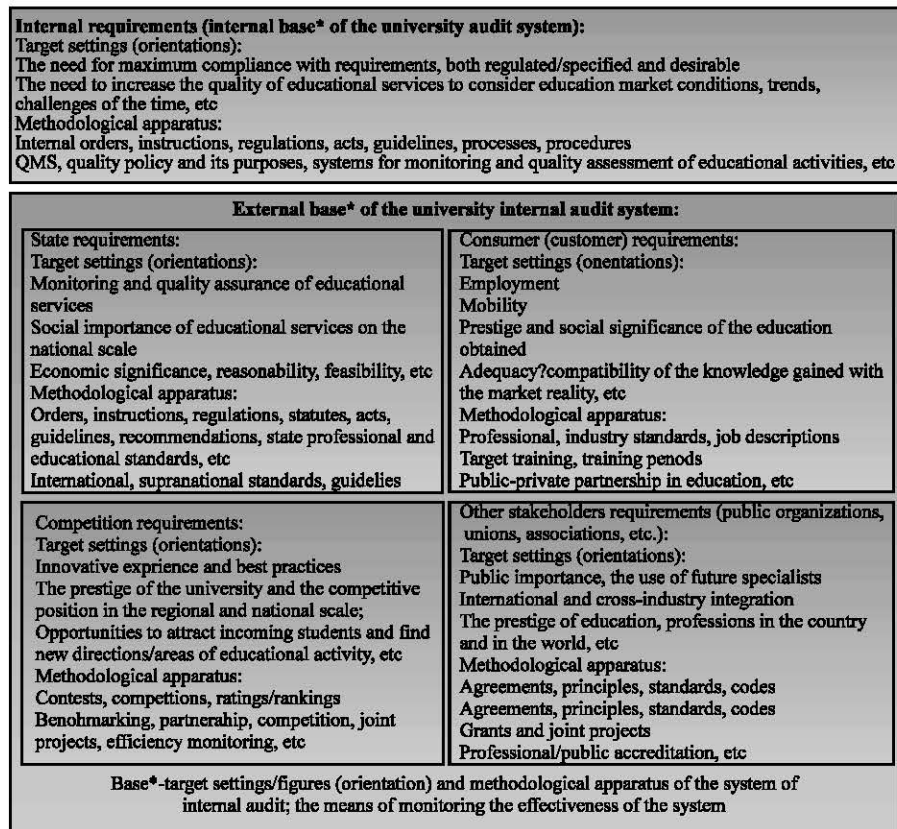 Internal requirements (internal base* of the university audit system):
Target settings (orientations):
The need for maximum compliance with requirements, both regulated/specified and desirable
The need to increase the quality of educational services to consider education market conditions, trends,
challenges of the time, etc
Methodological apparatus:
Internal orders, instructions, regulations, acts, guidelines, processes, procedures
QMS, quality policy and its purposes, systems for monitoring and quality assessment of educational activities, etc
External base* of the university internal audit system:
State requirements:
Target settings (orientations):
Monitoring and quality assurance of educational
services
Social importance of educational services on the
national scale
Economic significance, reasonability, feasibility, etc
Methodological apparatus:
Orders, instructions, regulations, statutes, acts,
guidelines, recommendations, state professional and
educational standards, etc
International, supranational standards, guidelies
Consumer (customer) requirements:
Target settings (onentations):
Employment
Mobility
Prestige and social significance of the education
obtained
Adequacy?compatibility of the knowledge gained with
the market reality, etc
Methodological apparatus:
Professional, industry standards, job descriptions
Target training, training penods
Public-private partnership in education, etc
Competition requirements:
Target settings (orientations):
Innovative exprience and best practices
The prestige of the university and the competitive
position in the regional and national scale;
Opportunities to attract incoming students and find
new directions/areas of educational activity, etc
Methodological apparatus:
Contests, compettions, ratings/rankings
Benohmarking, partnership, competition, joint
projects, efficiency monitoring, etc
Other stakeholders requirements (public organizations,
unions, associations, etc.):
Target settings (orientations):
Public importance, the use of future specialists
International and cross-industry integration
The prestige of education, professions in the country
and in the world, etc
Methodological apparatus:
Agreements, principles, standards, codes
Agreements, principles, standards, codes
Grants and joint projects
Professional/public accreditation, etc
Base*-target settings/figures (orientation) and methodological apparatus of the system of
internal audit; the means of monitoring the effectiveness of the system